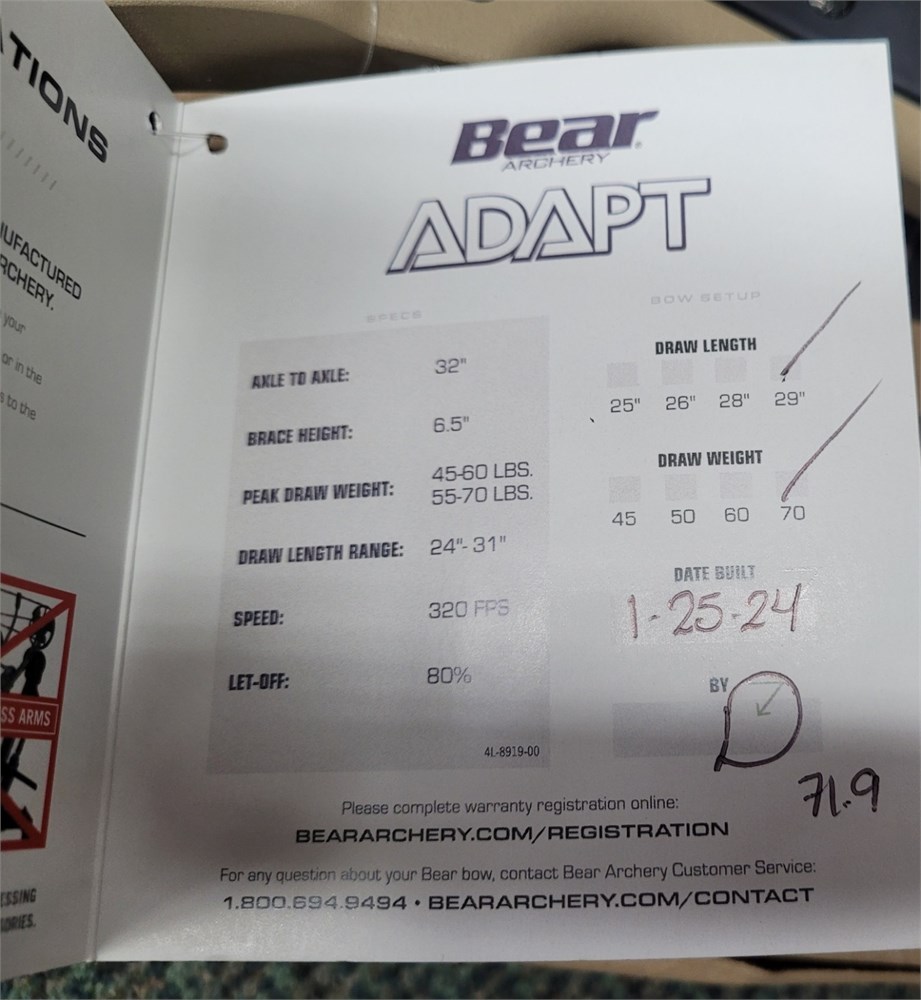 TIONS
UFACTURED
RCHERY.
your
or in the
s to the
SS ARMS
ESSING
ORIES.
Bear
ARCHERY
ADAPT
SPECS
AXLE TO AXLE: 32"
BRACE HEIGHT: 6.5"
PEAK DRAW WEIGHT: 45-60 LBS.
55-70 LBS.
DRAW LENGTH RANGE: 24"- 31"
SPEED: 320 FPS
LET-OFF: 80%
4L-8919-00
BOW SETUP
DRAW LENGTH
25" 26" 28" 29"
DRAW WEIGHT
45 50 60 70
DATE BUILT
1-25-24
BY D
71.9
Please complete warranty registration online:
BEARARCHERY.COM/REGISTRATION
For any question about your Bear bow, contact Bear Archery Customer Service:
1.800.694.9494 • BEARARCHERY.COM/CONTACT